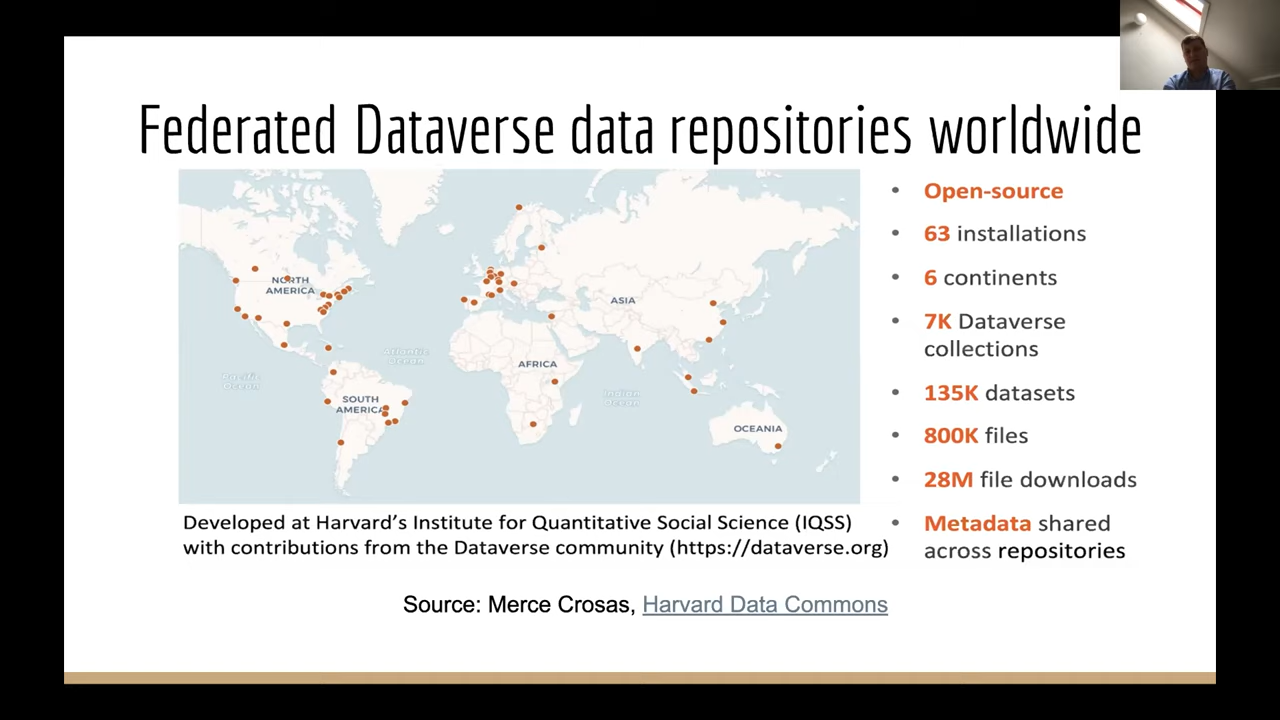 Federated Dataverse data repositories worldwide
NORTH
AMERICA
ASIA
Atlantic
Ocean
AFRICA
Pacific
Ocean
SOUTH
AMERICA
Indian
Ocean
OCEANIA
• Open-source
• 63 installations
• 6 continents
• 7K Dataverse
collections
• 135K datasets
• 800K files
• 28M file downloads
• Metadata shared
across repositories
Developed at Harvard's Institute for Quantitative Social Science (IQSS)
with contributions from the Dataverse community (https://dataverse.org)
Source: Merce Crosas, Harvard Data Commons